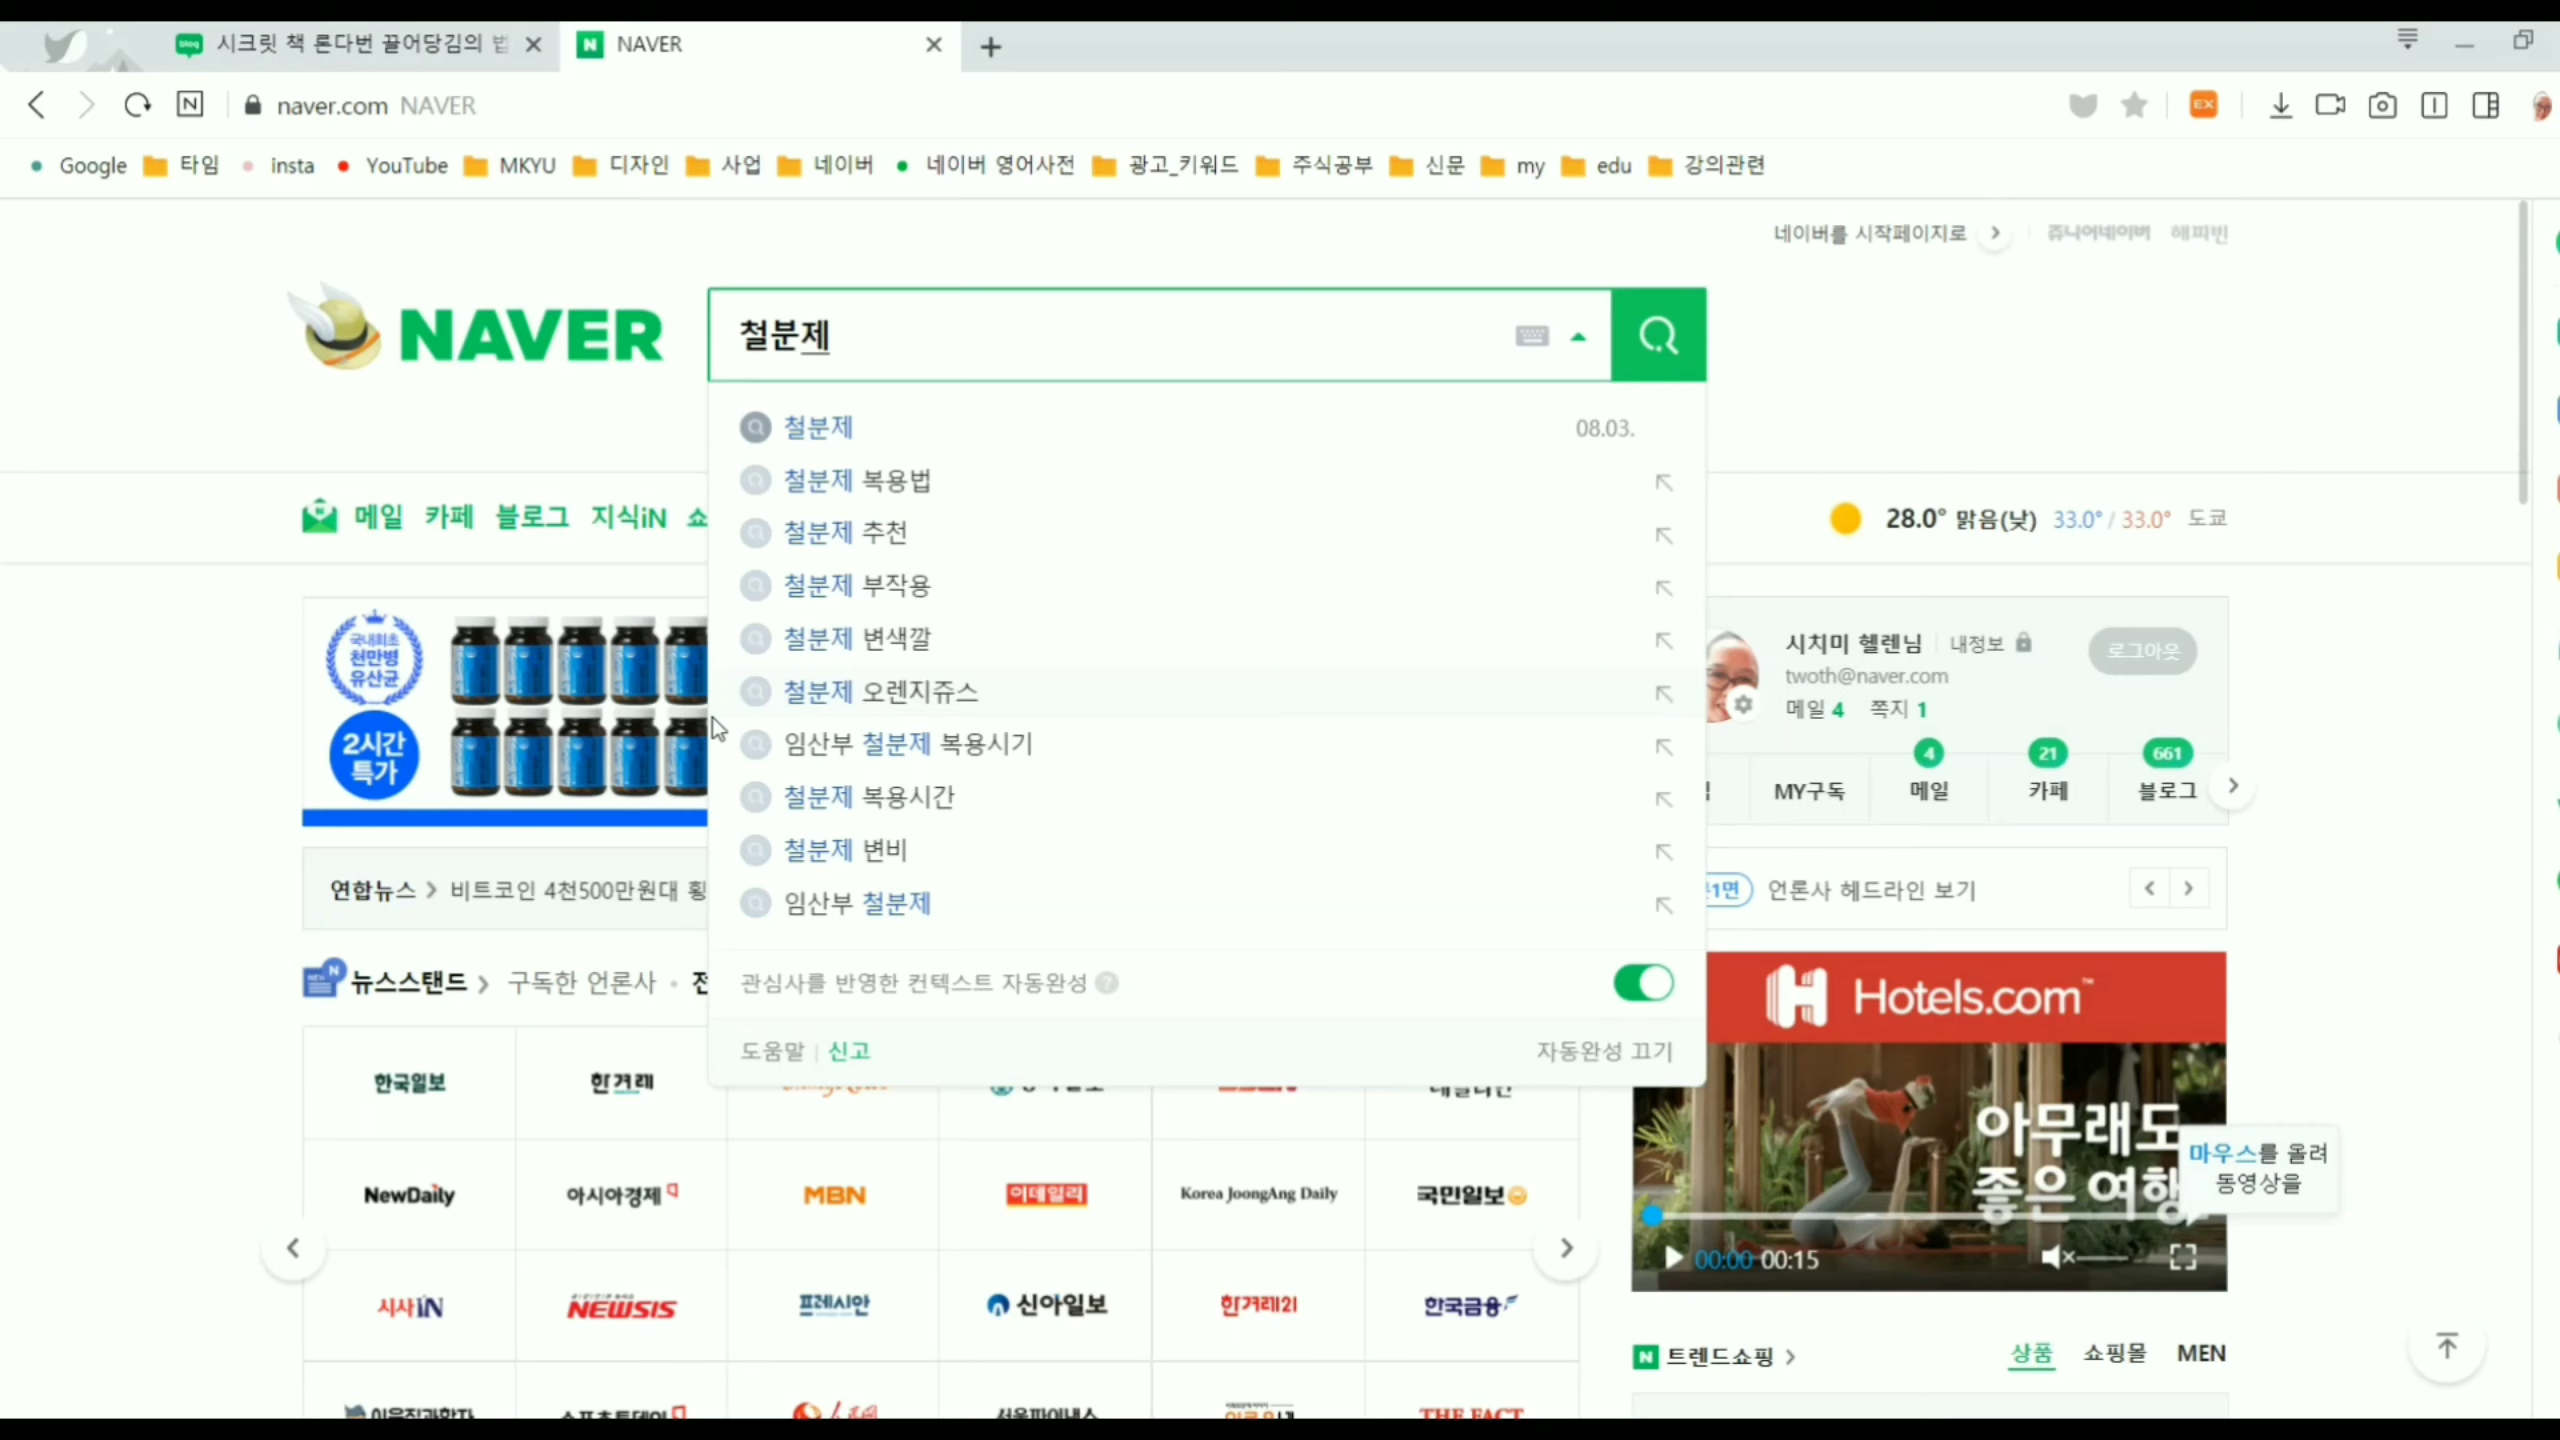 시크릿 책 론다번 끌어당김의 법
NAVER
naver.com NAVER
EX
Google 타임 insta YouTube MKYU 디자인 사업 네이버 네이버 영어사전 광고_키워드 주식공부 신문 my edu 강의관련
네이버를 시작페이지로 쥬니어네이버 해피빈
NAVER
철분제
철분제 08.03.
철분제 복용법
철분제 추천
철분제 부작용
철분제 변색깔
철분제 오렌지쥬스
임산부 철분제 복용시기
철분제 복용시간
철분제 변비
임산부 철분제
관심사를 반영한 컨텍스트 자동완성
도움말 신고 자동완성 끄기
메일 카페 블로그 지식iN 쇼
28.0° 맑음(낮) 33.0° / 33.0° 도쿄
국내최초
천만병
유산균
2시간
특가
시치미 헬렌님 내정보
로그아웃
twoth@naver.com
메일 4 쪽지 1
4 21 661
MY구독 메일 카페 블로그
연합뉴스 비트코인 4천500만원대 횡
1면 언론사 헤드라인 보기
뉴스스탠드 구독한 언론사 · 전
한국일보 한겨레
NewDaily 아시아경제 MBN 이데일리 Korea JoongAng Daily 국민일보
시사iN NEWSIS 프레시안 신아일보 한겨레21 한국금융
THE FACT
Hotels.com™
아무래도
좋은 여행
마우스를 올려
동영상을
00:00 00:15
트렌드쇼핑 상품 쇼핑몰 MEN